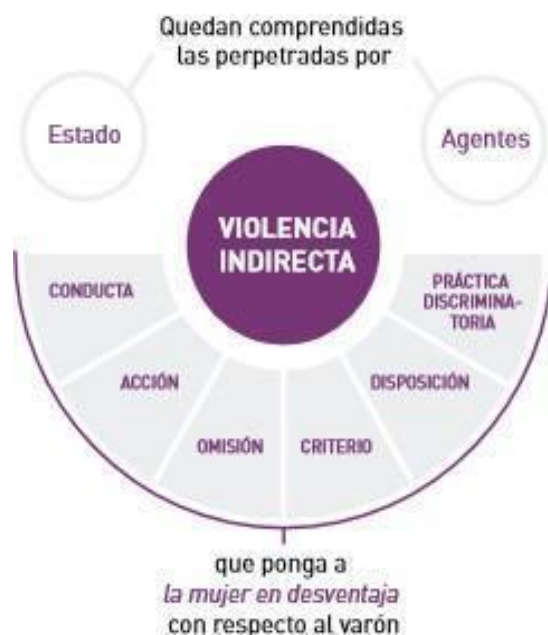 Quedan comprendidas
las perpetradas por
Estado
Agentes
VIOLENCIA
INDIRECTA
CONDUCTA
ACCIÓN
OMISIÓN
CRITERIO
DISPOSICIÓN
PRÁCTICA
DISCRIMINA-
TORIA
que ponga a
la mujer en desventaja
con respecto al varón